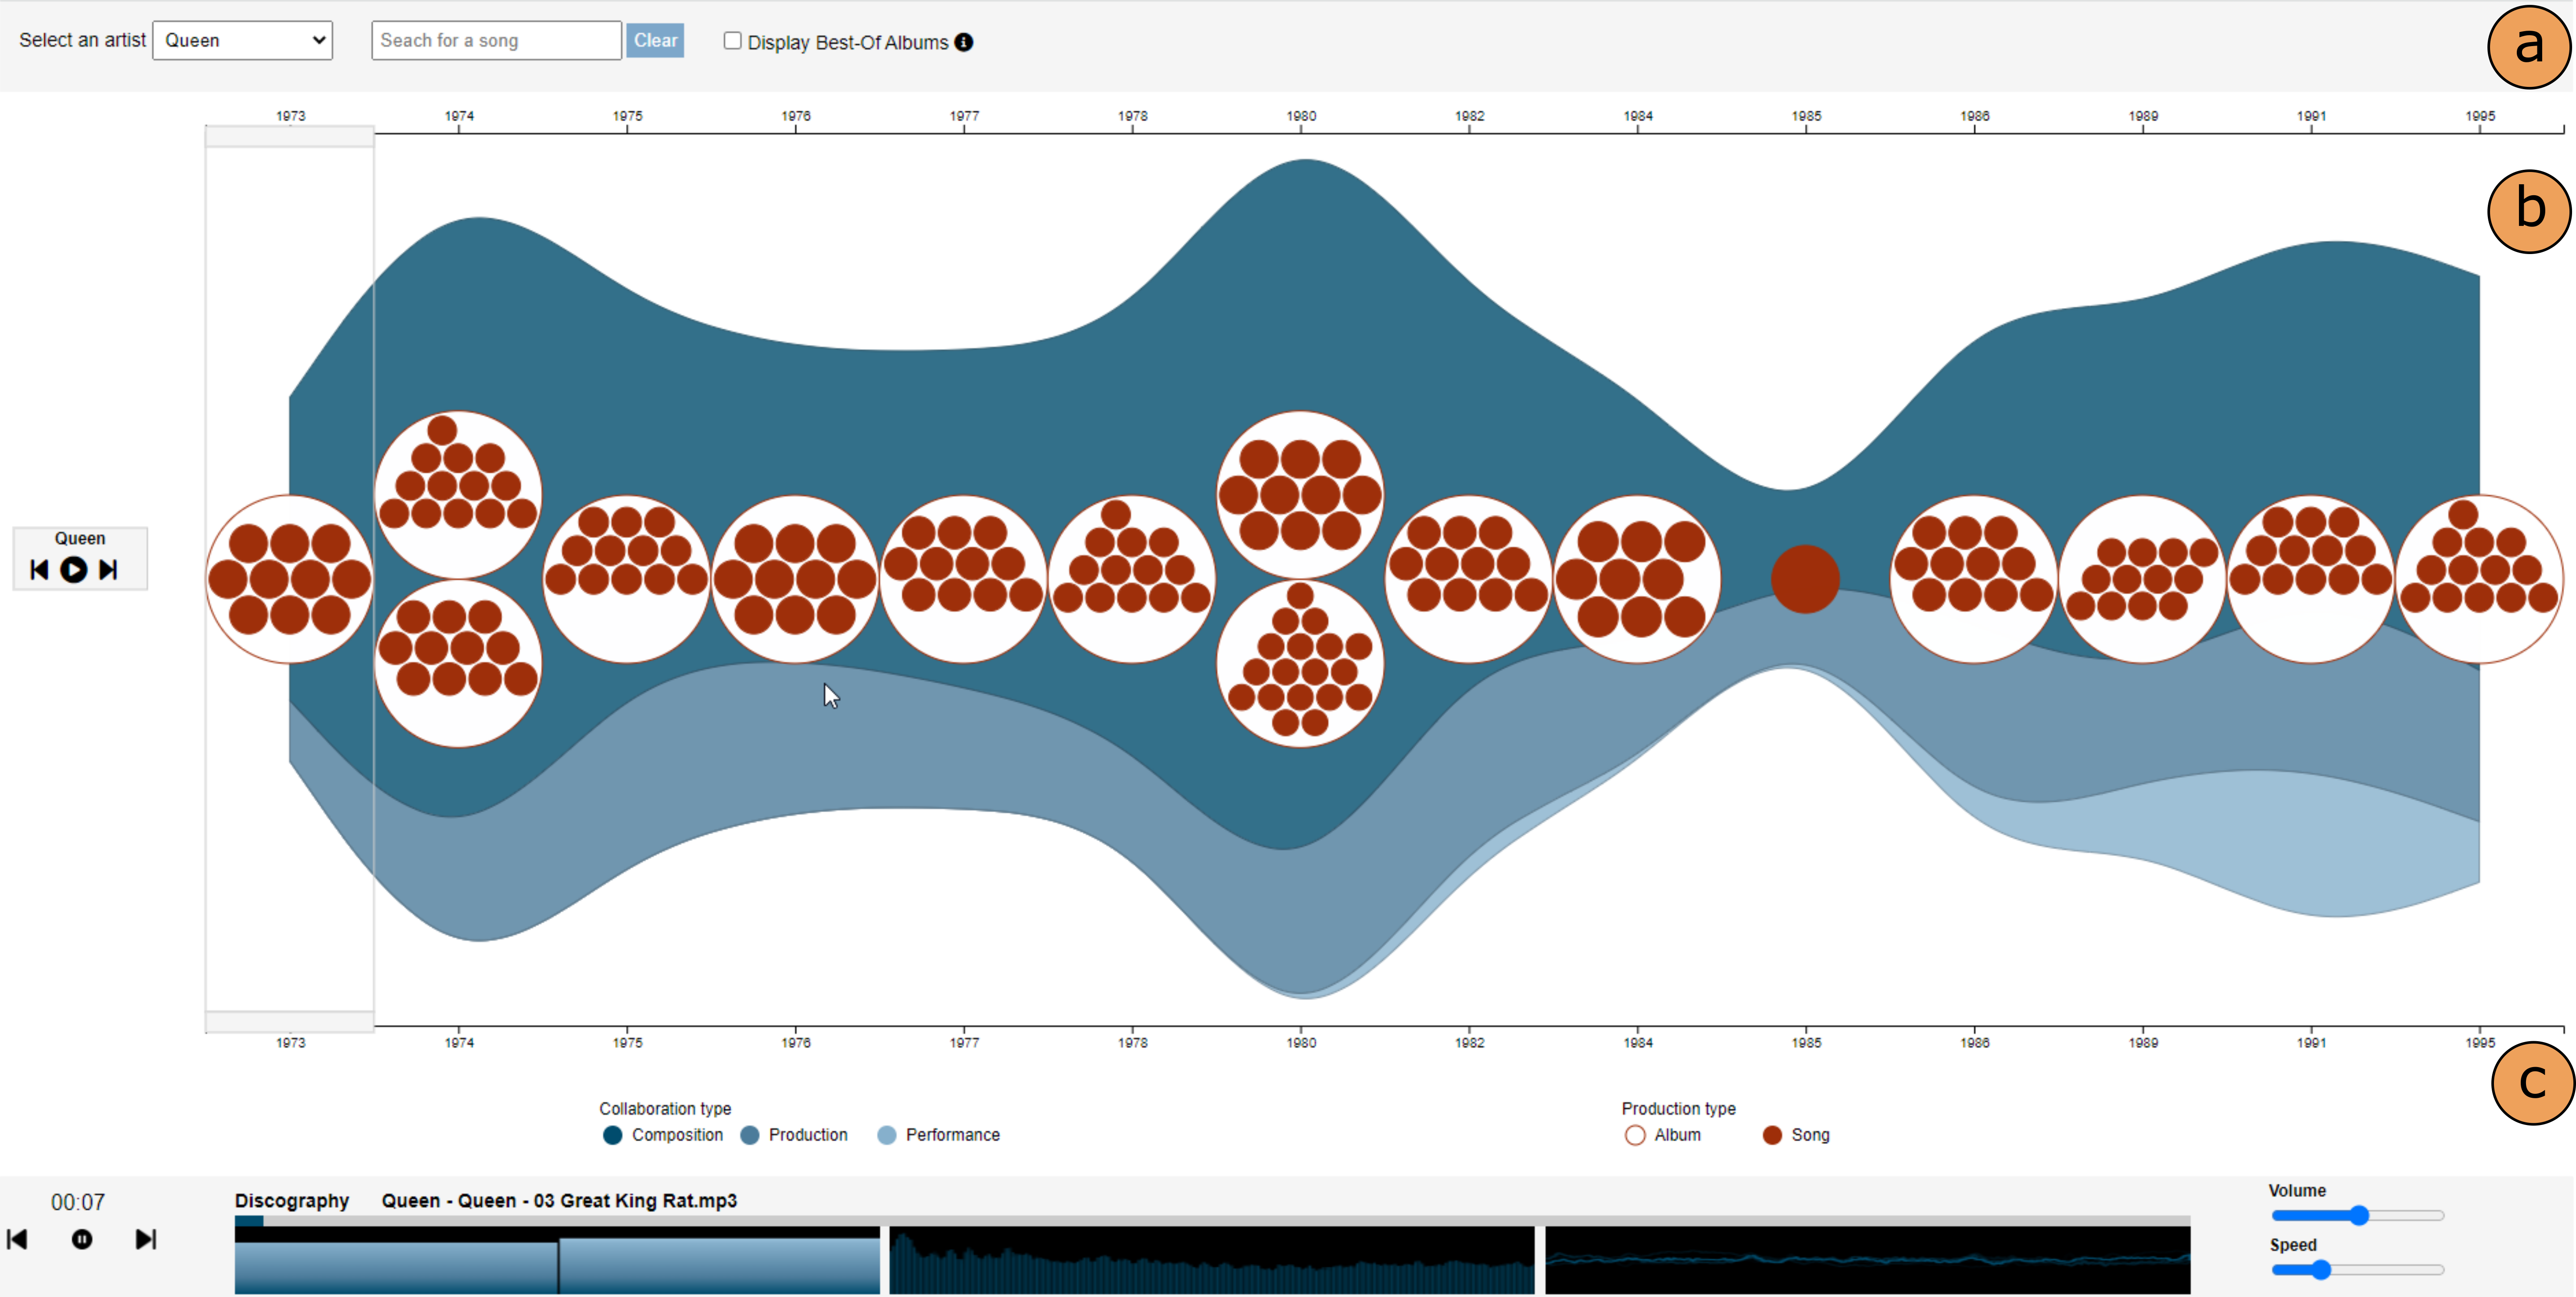 Select an artist Queen Seach for a song Clear Display Best-Of Albums i a
1973 1974 1975 1976 1977 1978 1980 1982 1984 1985 1986 1989 1991 1995
b
Queen
1973 1974 1975 1976 1977 1978 1980 1982 1984 1985 1986 1989 1991 1995
c
Collaboration type
Composition Production Performance
Production type
Album Song
00:07
Discography Queen - Queen - 03 Great King Rat.mp3
Volume
Speed